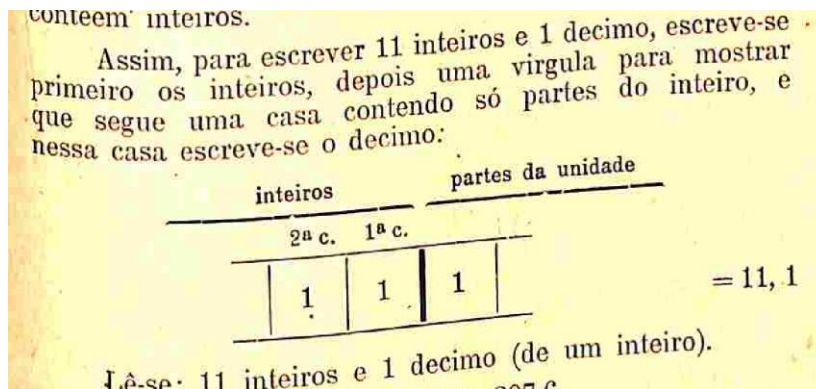 contêem inteiros.
Assim, para escrever 11 inteiros e 1 decimo, escreve-se
primeiro os inteiros, depois uma virgula para mostrar
que segue uma casa contendo só partes do inteiro, e
nessa casa escreve-se o decimo:
inteiros partes da unidade
2ª c. 1ª c.
1 1 1 = 11, 1
Lê-se: 11 inteiros e 1 decimo (de um inteiro).